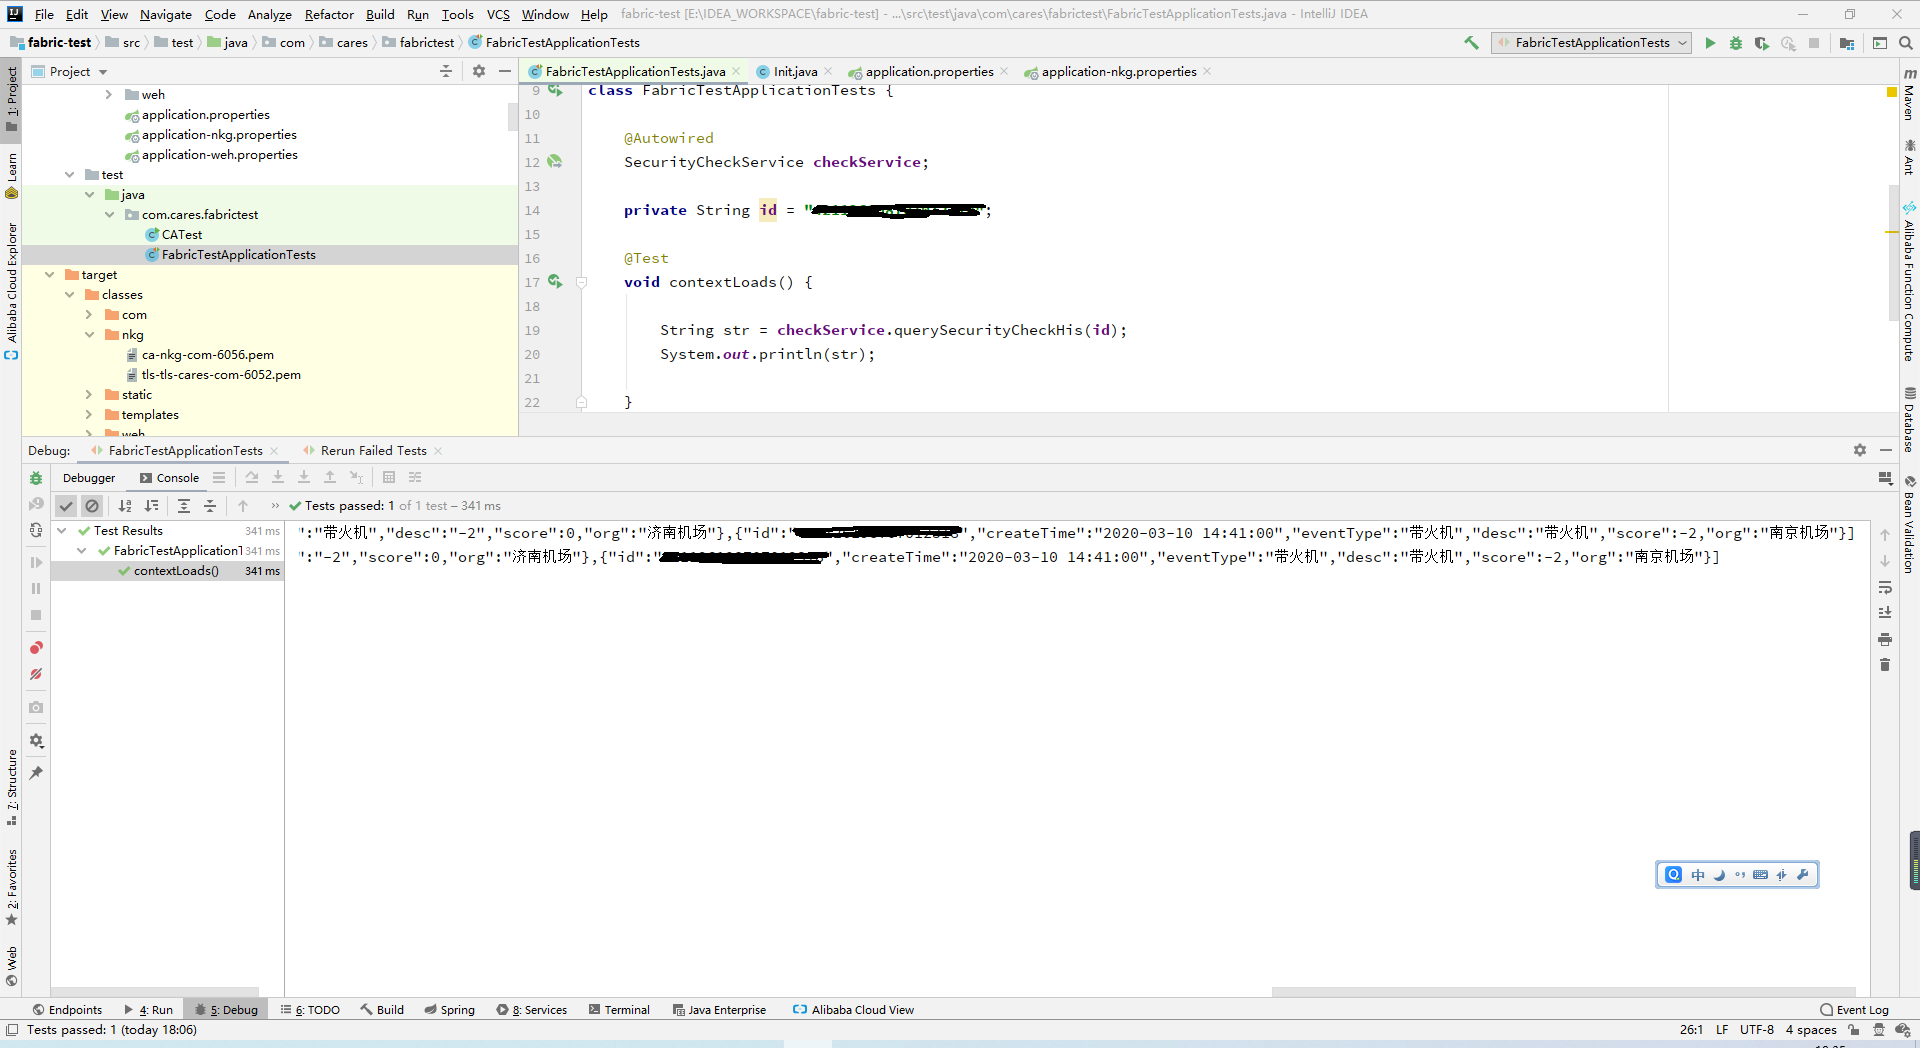 File Edit View Navigate Code Analyze Refactor Build Run Tools VCS Window Help fabric-test [E:\IDEA_WORKSPACE\fabric-test] - ...\src\test\java\com\cares\fabrictest\FabricTestApplicationTests.java - IntelliJ IDEA
fabric-test src test java com cares fabrictest FabricTestApplicationTests
FabricTestApplicationTests
Project
FabricTestApplicationTests.java Init.java application.properties application-nkg.properties
weh
application.properties
application-nkg.properties
application-weh.properties
test
java
com.cares.fabrictest
CATest
FabricTestApplicationTests
target
classes
com
nkg
ca-nkg-com-6056.pem
tls-tls-cares-com-6052.pem
static
templates
weh
9 class FabricTestApplicationTests {
10
11 @Autowired
12 SecurityCheckService checkService;
13
14 private String id = "";
15
16 @Test
17 void contextLoads() {
18
19 String str = checkService.querySecurityCheckHis(id);
20 System.out.println(str);
21
22 }
1: Project
Learn
Alibaba Cloud Explorer
7: Structure
2: Favorites
Web
Maven
Ant
Alibaba Function Compute
Database
Bean Validation
Debug: FabricTestApplicationTests Rerun Failed Tests
Debugger Console
Tests passed: 1 of 1 test – 341 ms
Test Results 341 ms
FabricTestApplicationT 341 ms
contextLoads() 341 ms
":"带火机","desc":"-2","score":0,"org":"济南机场"},{"id":"","createTime":"2020-03-10 14:41:00","eventType":"带火机","desc":"带火机","score":-2,"org":"南京机场"}]
":"-2","score":0,"org":"济南机场"},{"id":"","createTime":"2020-03-10 14:41:00","eventType":"带火机","desc":"带火机","score":-2,"org":"南京机场"}]
中
Endpoints 4: Run 5: Debug 6: TODO Build Spring 8: Services Terminal Java Enterprise Alibaba Cloud View Event Log
Tests passed: 1 (today 18:06) 26:1 LF UTF-8 4 spaces